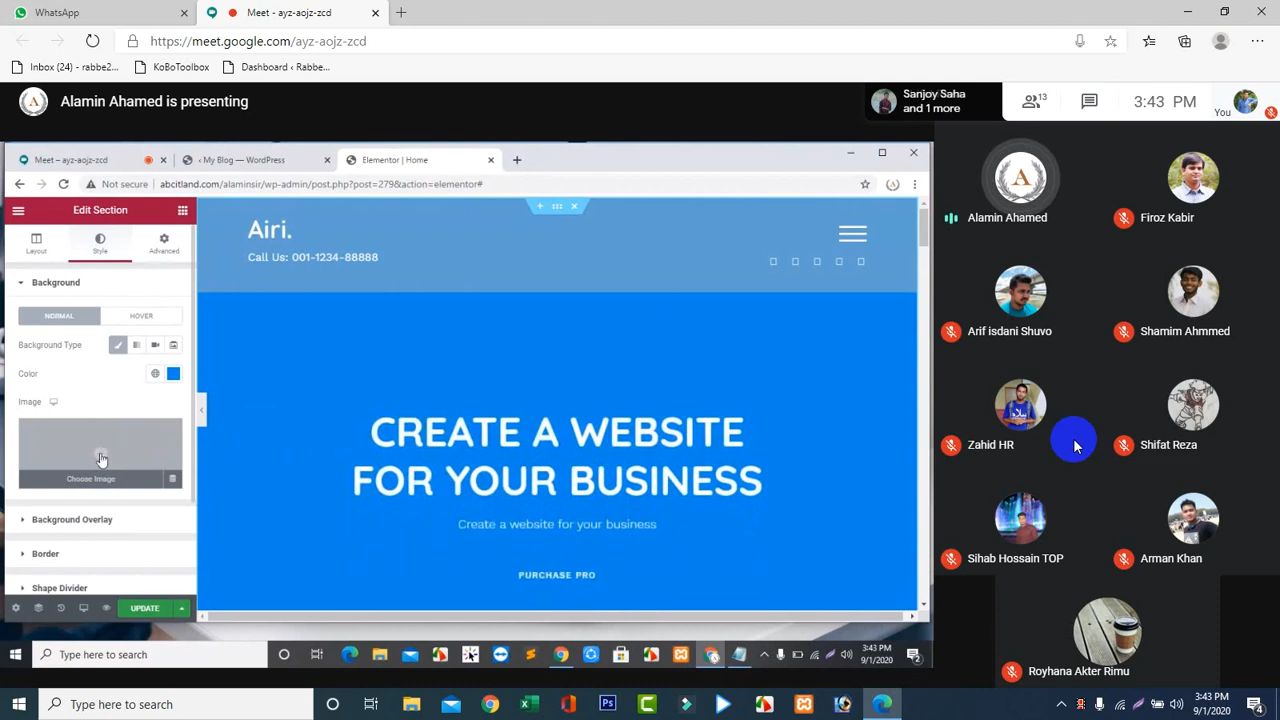 WhatsApp
Meet - ayz-aojz-zcd
https://meet.google.com/ayz-aojz-zcd
Inbox (24) - rabbe2...
KoBoToolbox
Dashboard ‹ Rabbe...
Alamin Ahamed is presenting
Sanjoy Saha
and 1 more
13
3:43 PM
You
Meet – ayz-aojz-zcd
‹ My Blog — WordPress
Elementor | Home
Not secure
abcitland.com/alaminsir/wp-admin/post.php?post=279&action=elementor#
Edit Section
Layout
Style
Advanced
Background
NORMAL
HOVER
Background Type
Color
Image
Choose Image
Background Overlay
Border
Shape Divider
UPDATE
Airi.
Call Us: 001-1234-88888
CREATE A WEBSITE
FOR YOUR BUSINESS
Create a website for your business
PURCHASE PRO
Alamin Ahamed
Firoz Kabir
Arif isdani Shuvo
Shamim Ahmmed
Zahid HR
Shifat Reza
Sihab Hossain TOP
Arman Khan
Royhana Akter Rimu
Type here to search
3:43 PM
9/1/2020
2
Type here to search
3:43 PM
9/1/2020
4